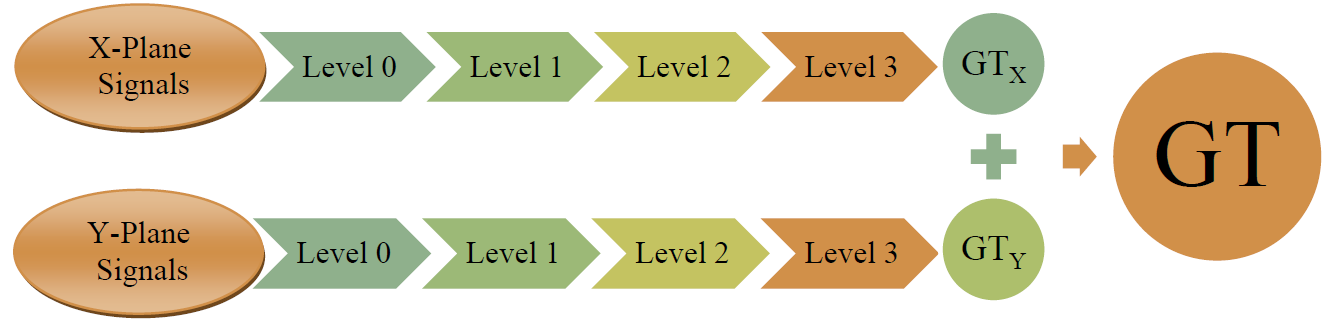 X-Plane
Signals
Level 0
Level 1
Level 2
Level 3
GTX
GT
Y-Plane
Signals
Level 0
Level 1
Level 2
Level 3
GTY